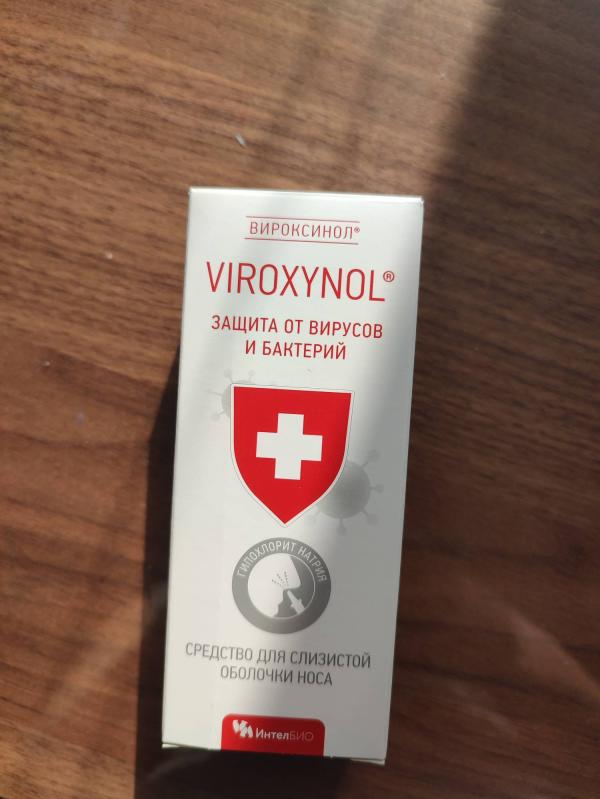 ВИРОКСИНОЛ®
VIROXYNOL®
ЗАЩИТА ОТ ВИРУСОВ
И БАКТЕРИЙ
ГИПОХЛОРИТ НАТРИЯ
СРЕДСТВО ДЛЯ СЛИЗИСТОЙ
ОБОЛОЧКИ НОСА
ИнтелБИО